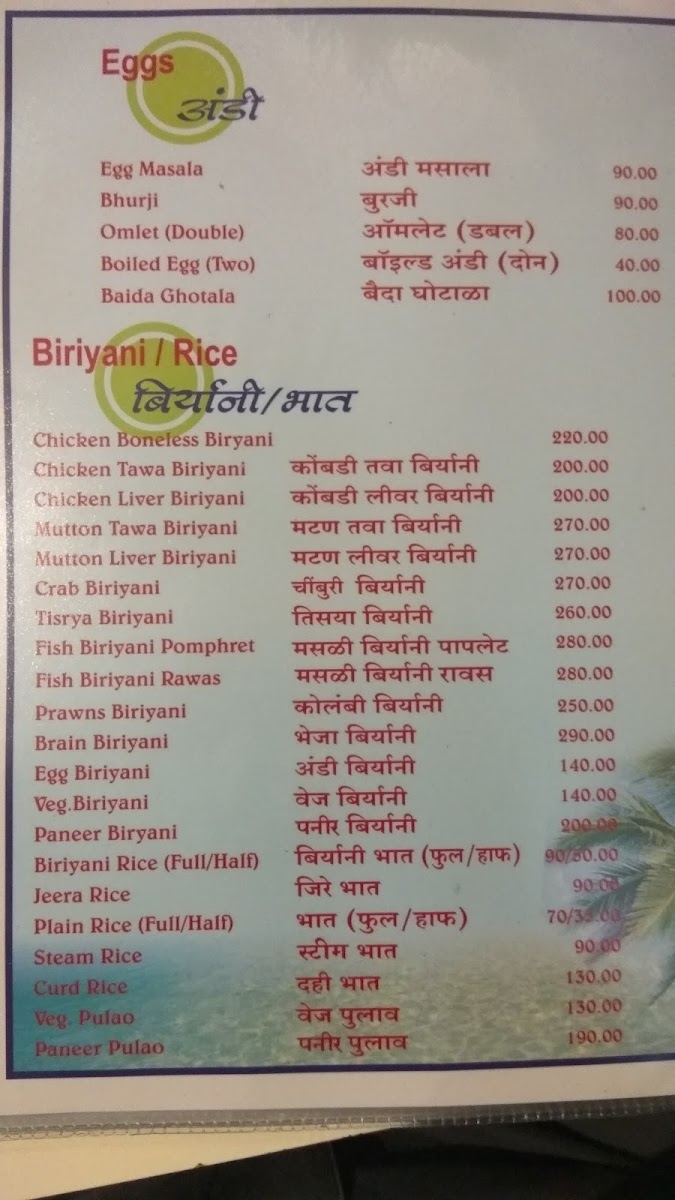 Eggs
अंडी
Egg Masala अंडी मसाला 90.00
Bhurji बुरजी 90.00
Omlet (Double) ऑमलेट (डबल) 80.00
Boiled Egg (Two) बॉइल्ड अंडी (दोन) 40.00
Baida Ghotala बैदा घोटाळा 100.00
Biriyani / Rice
बिर्यानी/भात
Chicken Boneless Biryani 220.00
Chicken Tawa Biriyani कोंबडी तवा बिर्यानी 200.00
Chicken Liver Biriyani कोंबडी लीवर बिर्यानी 200.00
Mutton Tawa Biriyani मटण तवा बिर्यानी 270.00
Mutton Liver Biriyani मटण लीवर बिर्यानी 270.00
Crab Biriyani चींबुरी बिर्यानी 270.00
Tisrya Biriyani तिसया बिर्यानी 260.00
Fish Biriyani Pomphret मसळी बिर्यानी पापलेट 280.00
Fish Biriyani Rawas मसळी बिर्यानी रावस 280.00
Prawns Biriyani कोलंबी बिर्यानी 250.00
Brain Biriyani भेजा बिर्यानी 290.00
Egg Biriyani अंडी बिर्यानी 140.00
Veg.Biriyani वेज बिर्यानी 140.00
Paneer Biryani पनीर बिर्यानी 200.00
Biriyani Rice (Full/Half) बिर्यानी भात (फुल/हाफ) 90/50.00
Jeera Rice जिरे भात 90.00
Plain Rice (Full/Half) भात (फुल/हाफ) 70/35.00
Steam Rice स्टीम भात 90.00
Curd Rice दही भात 130.00
Veg. Pulao वेज पुलाव 130.00
Paneer Pulao पनीर पुलाव 190.00